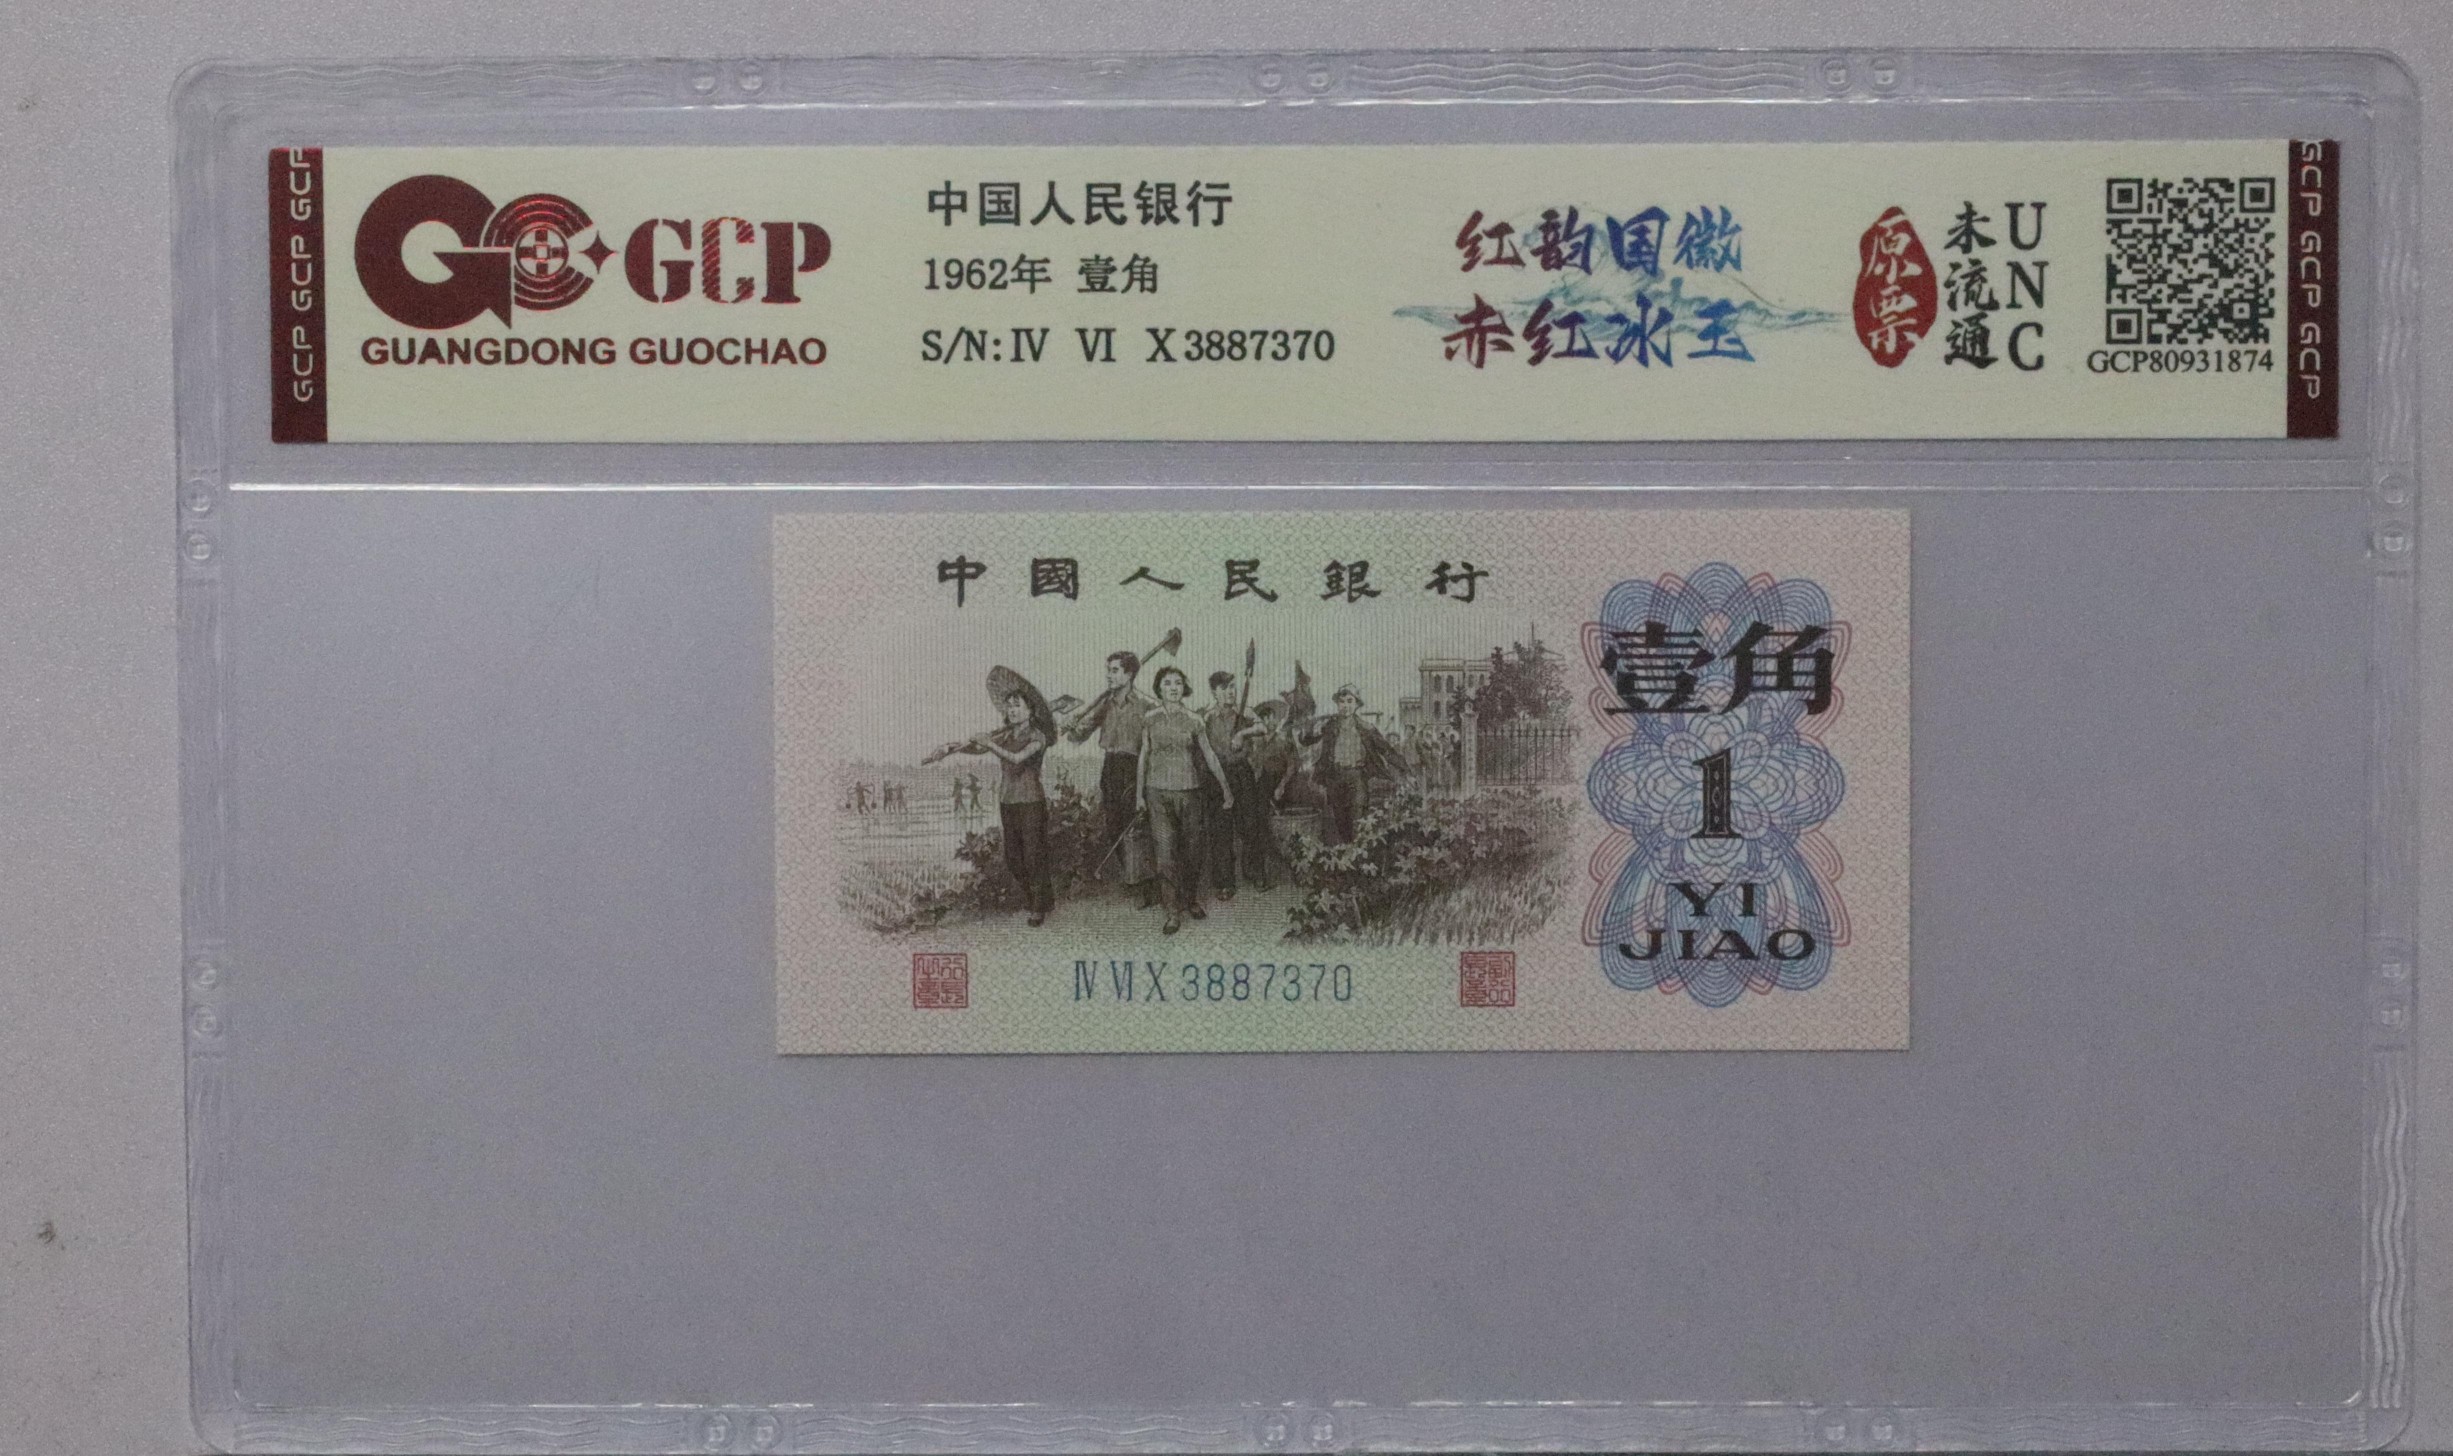 GCP GCP GCP
GCP
GUANGDONG GUOCHAO
中国人民银行
1962年 壹角
S/N: IV VI X 3887370
红韵国徽
赤红冰玉
原票
未流通
UNC
GCP80931874
GCP GCP GCP
中國人民銀行
壹角
1
YI
JIAO
IV VI X 3887370